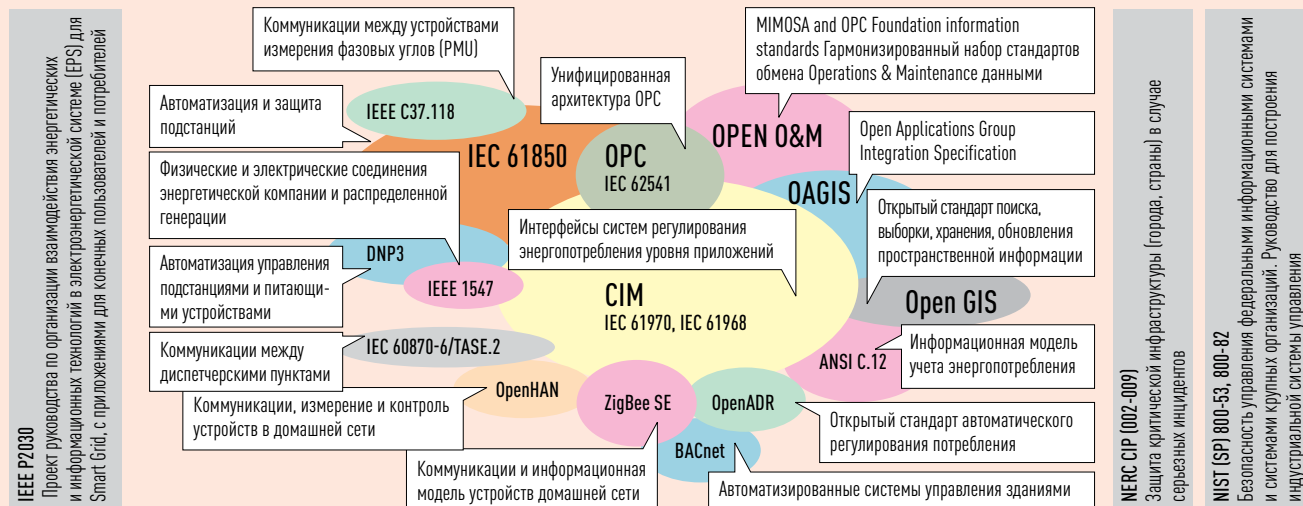 IEEE P2030
Проект руководства по организации взаимодействия энергетических
и информационных технологий в электроэнергетической системе (EPS) для
Smart Grid, с приложениями для конечных пользователей и потребителей
Коммуникации между устройствами
измерения фазовых углов (PMU)
IEEE C37.118
Автоматизация и защита
подстанций
IEC 61850
Физические и электрические соединения
энергетической компании и распределенной
генерации
DNP3
IEEE 1547
Автоматизация управления
подстанциями и питающи-
ми устройствами
IEC 60870-6/TASE.2
Коммуникации между
диспетчерскими пунктами
OpenHAN
Коммуникации, измерение и контроль
устройств в домашней сети
Унифицированная
архитектура OPC
OPC
IEC 62541
MIMOSA and OPC Foundation information
standards Гармонизированный набор стандартов
обмена Operations & Maintenance данными
OPEN O&M
Open Applications Group
Integration Specification
OAGIS
Интерфейсы систем регулирования
энергопотребления уровня приложений
CIM
IEC 61970, IEC 61968
Открытый стандарт поиска,
выборки, хранения, обновления
пространственной информации
Open GIS
ANSI C.12
Информационная модель
учета энергопотребления
ZigBee SE
OpenADR
Открытый стандарт автоматического
регулирования потребления
BACnet
Коммуникации и информационная
модель устройств домашней сети
Автоматизированные системы управления зданиями
NERC CIP (002-009)
Защита критической инфраструктуры (города, страны) в случае
серьезных инцидентов
NIST (SP) 800-53, 800-82
Безопасность управления федеральными информационными системами
и системами крупных организаций. Руководство для построения
индустриальной системы управления